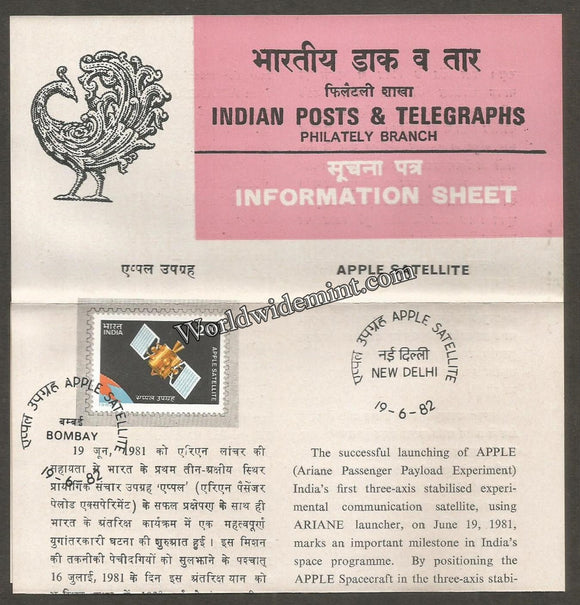 भारतीय डाक व तार
फिलैटली शाखा
INDIAN POSTS & TELEGRAPHS
PHILATELY BRANCH
सूचना पत्र
INFORMATION SHEET
एप्पल उपग्रह
APPLE SATELLITE
Worldwidemint.com
भारत
INDIA
APPLE SATELLITE
एप्पल उपग्रह
एप्पल उपग्रह APPLE SATELLITE
बम्बई
BOMBAY
19-6-82
एप्पल उपग्रह APPLE SATELLITE
नई दिल्ली
NEW DELHI
19-6-82
19 जून, 1981 को एरिएन लांचर की
सहायता से भारत के प्रथम तीन-अक्षीय स्थिर
प्रायोगिक संचार उपग्रह 'एप्पल' (एरिएन पैसेंजर
पेलोड एक्सपेरिमेंट) के सफल प्रक्षेपण के साथ ही
भारत के अंतरिक्ष कार्यक्रम में एक महत्वपूर्ण
युगांतरकारी घटना की शुरुआत हुई। इस मिशन
की तकनीकी पेचीदगियों को सुलझाने के पश्चात्
16 जुलाई, 1981 के दिन इस अंतरिक्ष यान को
The successful launching of APPLE
(Ariane Passenger Payload Experiment)
India's first three-axis stabilised experi-
mental communication satellite, using
ARIANE launcher, on June 19, 1981,
marks an important milestone in India's
space programme. By positioning the
APPLE Spacecraft in the three-axis stabi-